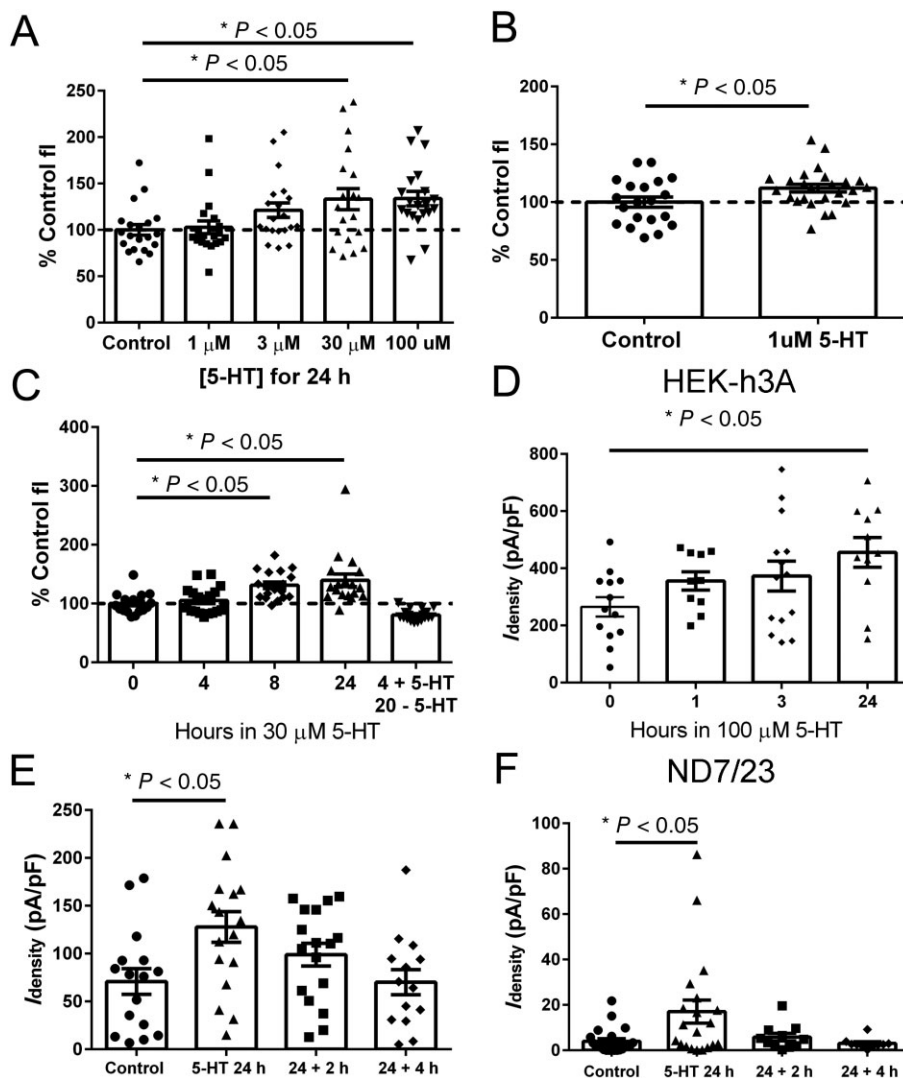 A
* P < 0.05
* P < 0.05
% Control fl
250
200
150
100
50
0
Control
1 μM
3 μM
30 μM
100 uM
[5-HT] for 24 h
B
* P < 0.05
% Control fl
200
150
100
50
0
Control
1uM 5-HT
C
* P < 0.05
* P < 0.05
% Control fl
400
300
200
100
0
0
4
8
24
4 + 5-HT
20 - 5-HT
Hours in 30 μM 5-HT
D
HEK-h3A
* P < 0.05
Idensity (pA/pF)
800
600
400
200
0
0
1
3
24
Hours in 100 μM 5-HT
E
* P < 0.05
Idensity (pA/pF)
250
200
150
100
50
0
Control
5-HT 24 h
24 + 2 h
24 + 4 h
F
ND7/23
* P < 0.05
Idensity (pA/pF)
100
80
60
40
20
0
Control
5-HT 24 h
24 + 2 h
24 + 4 h